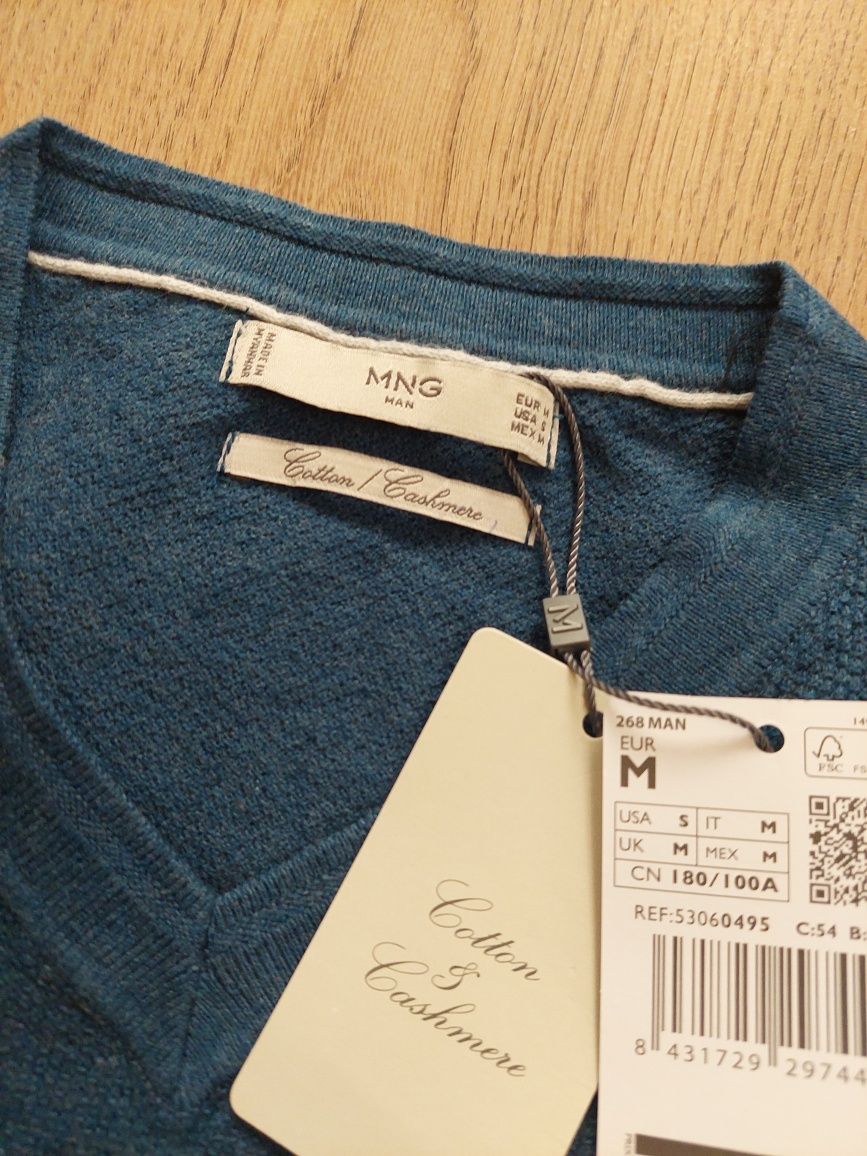 MADE IN
MYANMAR
MNG
MAN
EUR M
USA S
MEX M
Cotton / Cashmere
M
Cotton
&
Cashmere
268 MAN
EUR
M
FSC
USA S IT M
UK M MEX M
CN 180/100A
REF:53060495 C:54 B:
8 431729 29744